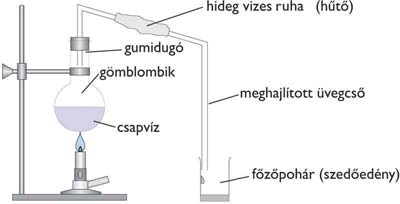 hideg vizes ruha (hűtő)
gumidugó
gömblombik
meghajlított üvegcső
csapvíz
főzőpohár (szedőedény)